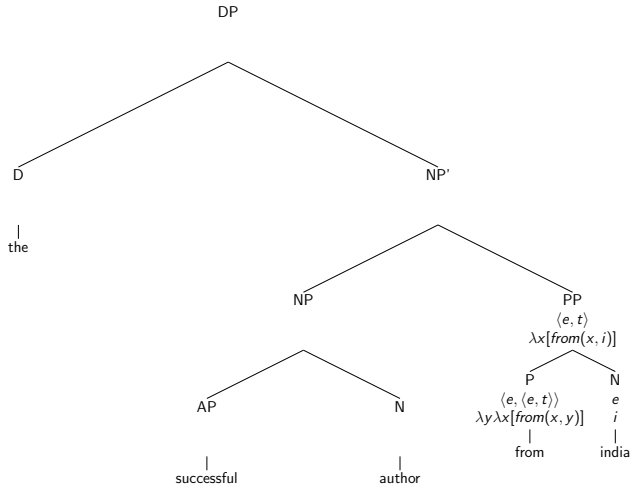 DP
D NP'
the
NP PP
⟨e, t⟩
λx[from(x, i)]
AP N P N
⟨e, ⟨e, t⟩⟩ e
λyλx[from(x, y)] i
from india
successful author